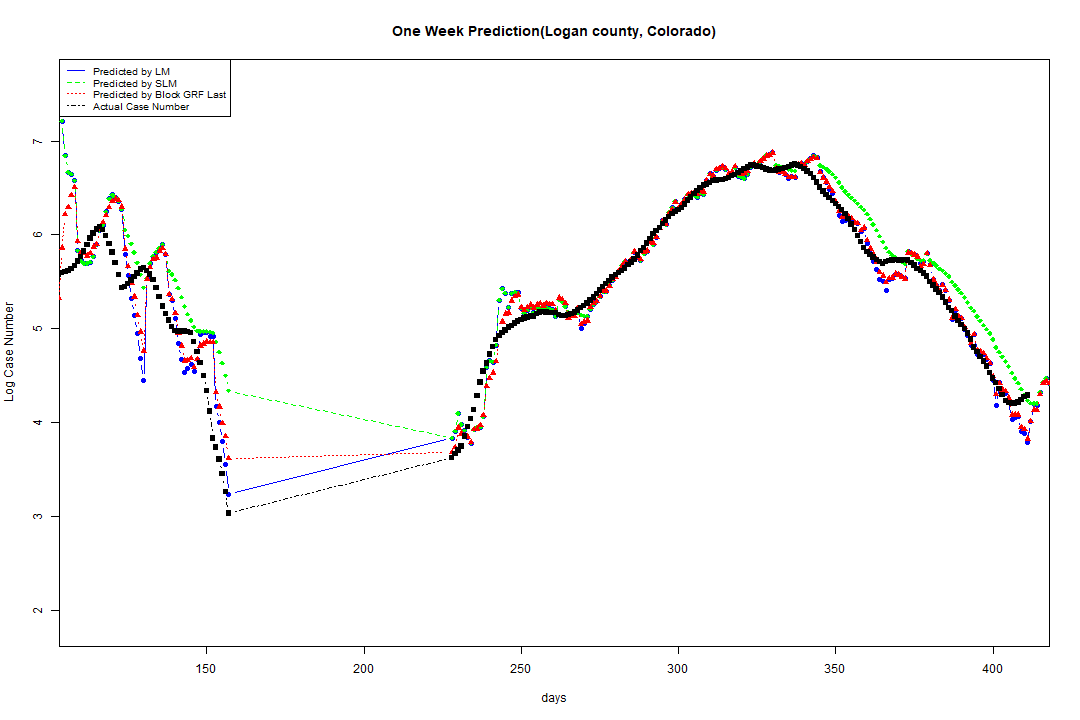 One Week Prediction(Logan county, Colorado)
Predicted by LM
Predicted by SLM
Predicted by Block GRF Last
Actual Case Number
Log Case Number
7
6
5
4
3
2
150 200 250 300 350 400
days